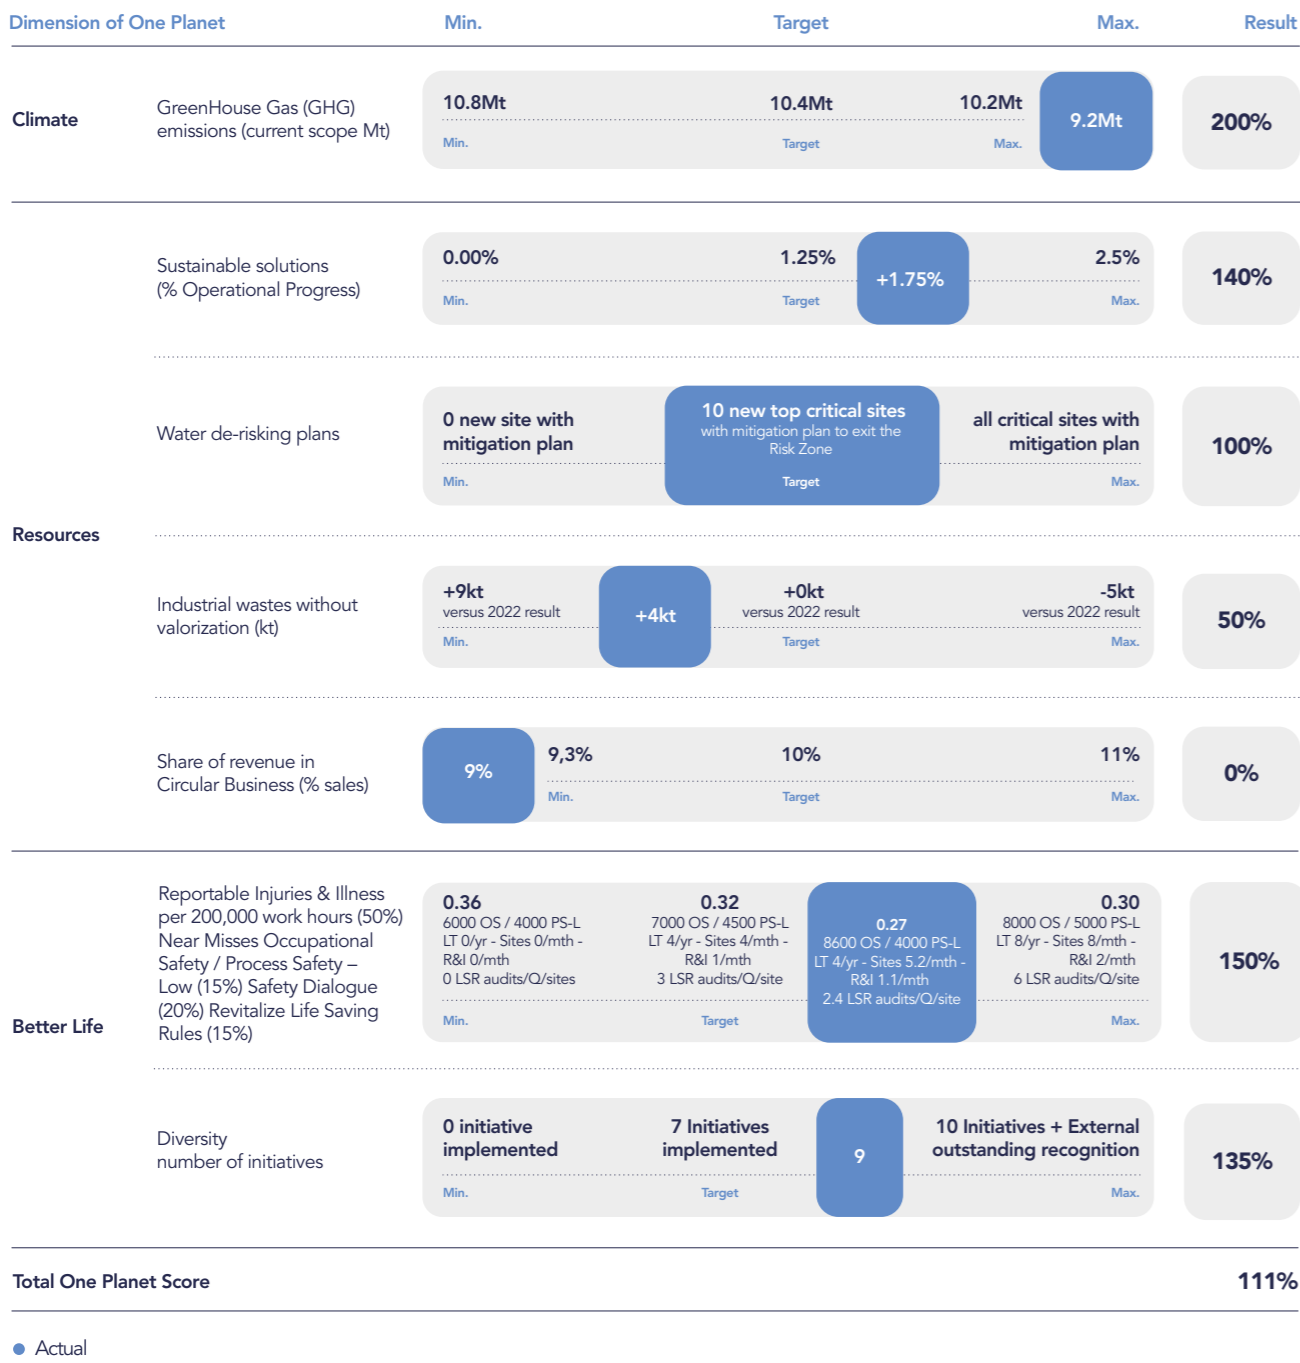 Dimension of One Planet Min. Target Max. Result
Climate
GreenHouse Gas (GHG)
emissions (current scope Mt)
10.8Mt 10.4Mt 10.2Mt
Min. Target Max.
9.2Mt
200%
Resources
Sustainable solutions
(% Operational Progress)
0.00% 1.25% 2.5%
+1.75%
Min. Target Max.
140%
Water de-risking plans
0 new site with
mitigation plan
Min.
10 new top critical sites
with mitigation plan to exit the
Risk Zone
Target
all critical sites with
mitigation plan
Max.
100%
Industrial wastes without
valorization (kt)
+9kt
versus 2022 result
Min.
+4kt
+0kt
versus 2022 result
Target
-5kt
versus 2022 result
Max.
50%
Share of revenue in
Circular Business (% sales)
9%
9,3% 10% 11%
Min. Target Max.
0%
Better Life
Reportable Injuries & Illness
per 200,000 work hours (50%)
Near Misses Occupational
Safety / Process Safety –
Low (15%) Safety Dialogue
(20%) Revitalize Life Saving
Rules (15%)
0.36
6000 OS / 4000 PS-L
LT 0/yr - Sites 0/mth -
R&I 0/mth
0 LSR audits/Q/sites
Min.
0.32
7000 OS / 4500 PS-L
LT 4/yr - Sites 4/mth -
R&I 1/mth
3 LSR audits/Q/site
Target
0.27
8600 OS / 4000 PS-L
LT 4/yr - Sites 5.2/mth -
R&I 1.1/mth
2.4 LSR audits/Q/site
0.30
8000 OS / 5000 PS-L
LT 8/yr - Sites 8/mth -
R&I 2/mth
6 LSR audits/Q/site
Max.
150%
Diversity
number of initiatives
0 initiative
implemented
Min.
7 Initiatives
implemented
Target
9
10 Initiatives + External
outstanding recognition
Max.
135%
Total One Planet Score 111%
Actual